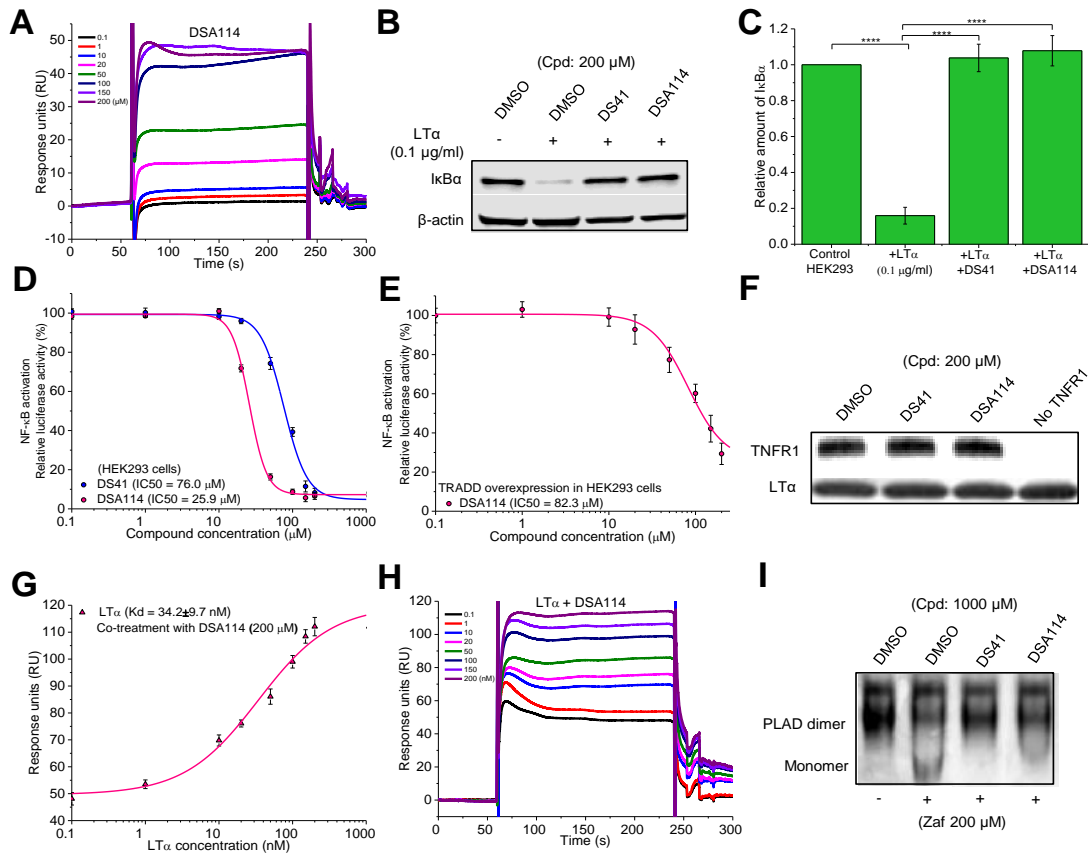 A
DSA114
0.1
1
10
20
50
100
150
200 (μM)
Response units (RU)
50
40
30
20
10
0
-10
0
50
100
150
200
250
300
Time (s)
B
(Cpd: 200 μM)
DMSO
DMSO
DS41
DSA114
LTα
(0.1 μg/ml)
- + + +
IκBα
β-actin
C
****
****
****
Relative amount of IκBα
1.2
1.0
0.8
0.6
0.4
0.2
0.0
Control
HEK293
+LTα
(0.1 μg/ml)
+LTα
+DS41
+LTα
+DSA114
D
NF-κB activation
Relative luciferase activity (%)
100
80
60
40
20
0
(HEK293 cells)
DS41 (IC50 = 76.0 μM)
DSA114 (IC50 = 25.9 μM)
0.1
1
10
100
1000
Compound concentration (μM)
E
NF-κB activation
Relative luciferase activity (%)
100
80
60
40
20
0
TRADD overexpression in HEK293 cells
DSA114 (IC50 = 82.3 μM)
0.1
1
10
100
Compound concentration (μM)
F
(Cpd: 200 μM)
DMSO
DS41
DSA114
No TNFR1
TNFR1
LTα
G
LTα (Kd = 34.2±9.7 nM)
Co-treatment with DSA114 (200 μM)
Response units (RU)
120
110
100
90
80
70
60
50
40
0.1
1
10
100
1000
LTα concentration (nM)
H
LTα + DSA114
0.1
1
10
20
50
100
150
200 (nM)
Response units (RU)
120
100
80
60
40
20
0
0
50
100
150
200
250
300
Time (s)
I
(Cpd: 1000 μM)
DMSO
DMSO
DS41
DSA114
PLAD dimer
Monomer
- + + +
(Zaf 200 μM)